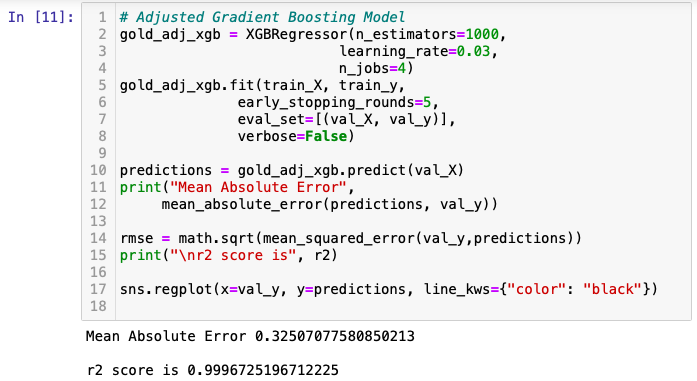 In [11]:
1 # Adjusted Gradient Boosting Model
2 gold_adj_xgb = XGBRegressor(n_estimators=1000,
3                           learning_rate=0.03,
4                           n_jobs=4)
5 gold_adj_xgb.fit(train_X, train_y,
6              early_stopping_rounds=5,
7              eval_set=[(val_X, val_y)],
8              verbose=False)
9
10 predictions = gold_adj_xgb.predict(val_X)
11 print("Mean Absolute Error",
12      mean_absolute_error(predictions, val_y))
13
14 rmse = math.sqrt(mean_squared_error(val_y,predictions))
15 print("\nr2 score is", r2)
16
17 sns.regplot(x=val_y, y=predictions, line_kws={"color": "black"})
18
Mean Absolute Error 0.32507077580850213
r2 score is 0.9996725196712225